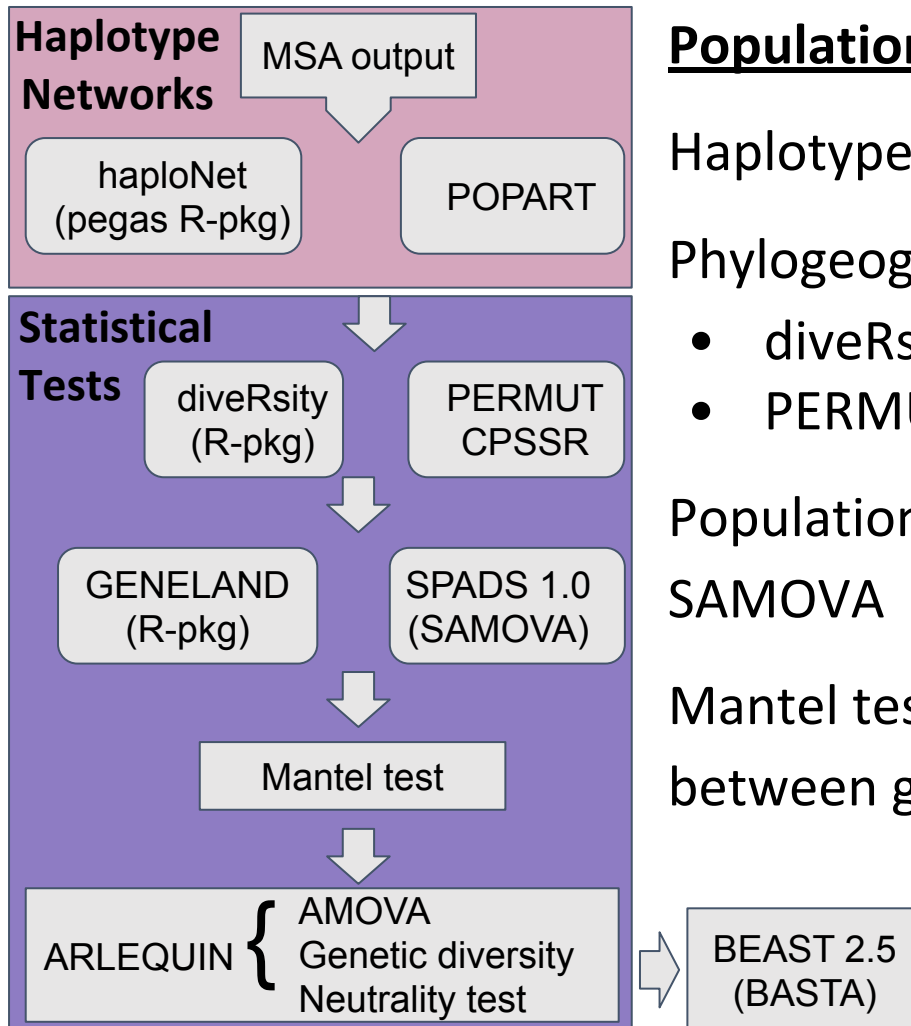 Haplotype
Networks
MSA output
haploNet
(pegas R-pkg)
POPART
Statistical
Tests
diveRsity
(R-pkg)
PERMUT
CPSSR
GENELAND
(R-pkg)
SPADS 1.0
(SAMOVA)
Mantel test
ARLEQUIN {
AMOVA
Genetic diversity
Neutrality test
BEAST 2.5
(BASTA)
Population
Haplotype
Phylogeog
• diveRs
• PERMU
Population
SAMOVA
Mantel tes
between g